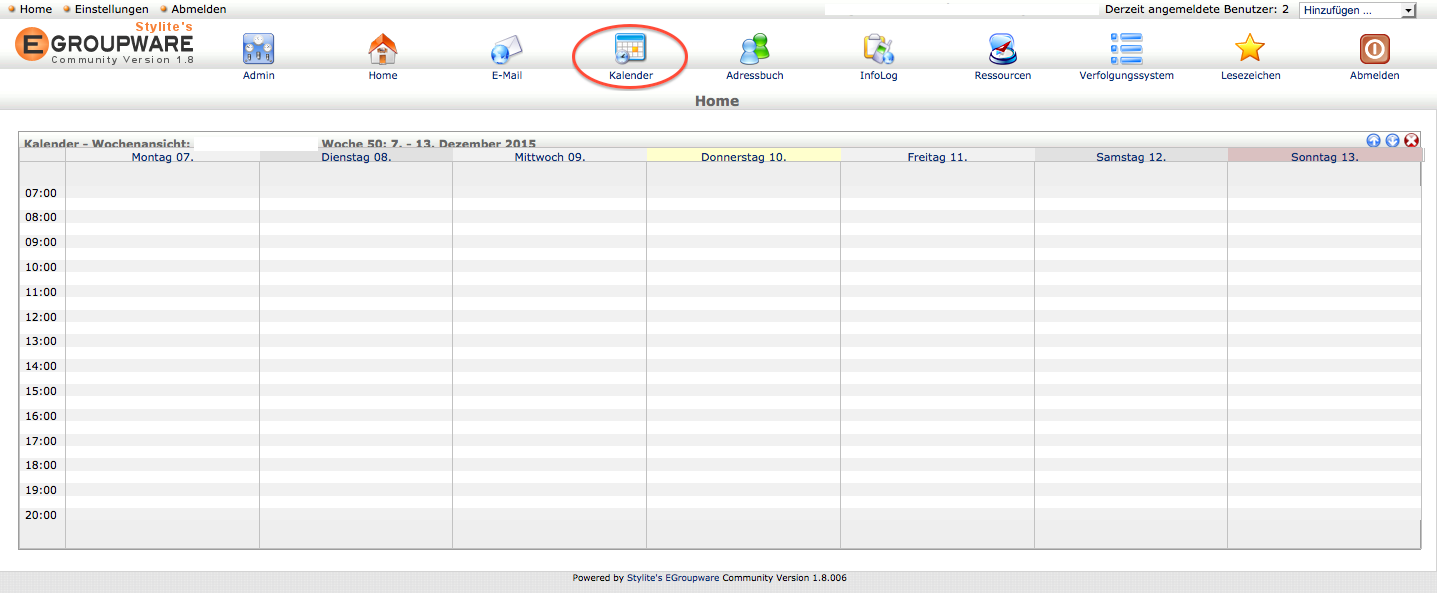 Home Einstellungen Abmelden Derzeit angemeldete Benutzer: 2 Hinzufügen ...
Stylite's
EGROUPWARE
Community Version 1.8
Admin Home E-Mail Kalender Adressbuch InfoLog Ressourcen Verfolgungssystem Lesezeichen Abmelden
Home
Kalender - Wochenansicht: Woche 50: 7. - 13. Dezember 2015
Montag 07. Dienstag 08. Mittwoch 09. Donnerstag 10. Freitag 11. Samstag 12. Sonntag 13.
07:00
08:00
09:00
10:00
11:00
12:00
13:00
14:00
15:00
16:00
17:00
18:00
19:00
20:00
Powered by Stylite's EGroupware Community Version 1.8.006